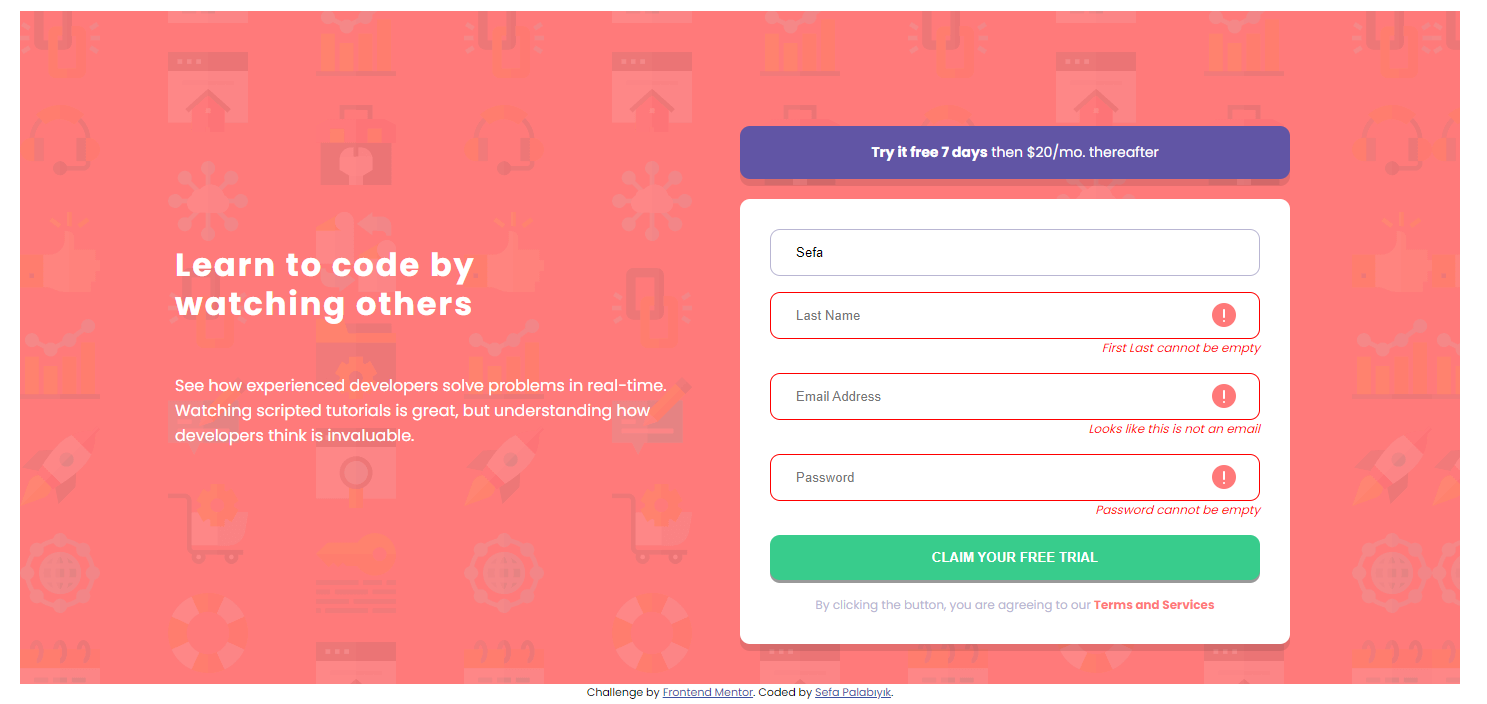 Try it free 7 days then $20/mo. thereafter
Learn to code by
watching others
See how experienced developers solve problems in real-time.
Watching scripted tutorials is great, but understanding how
developers think is invaluable.
Sefa
Last Name
First Last cannot be empty
Email Address
Looks like this is not an email
Password
Password cannot be empty
CLAIM YOUR FREE TRIAL
By clicking the button, you are agreeing to our Terms and Services
Challenge by Frontend Mentor. Coded by Sefa Palabıyık.